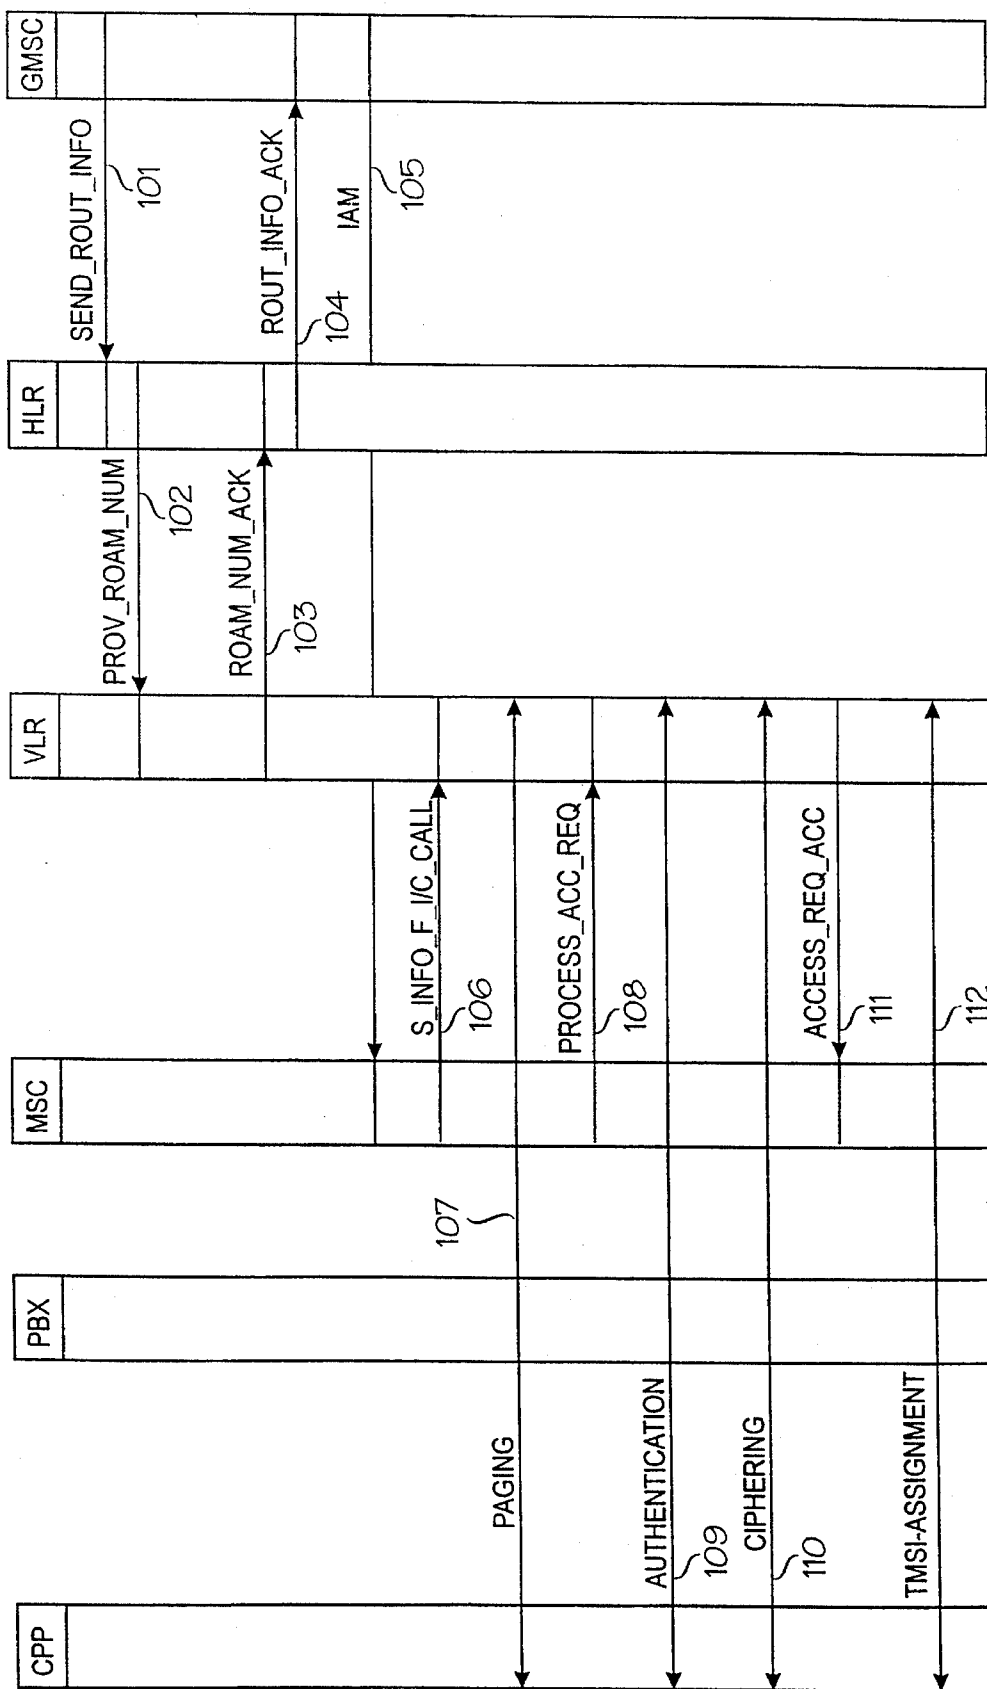 CPP
PBX
MSC
VLR
HLR
GMSC
SEND_ROUT_INFO
101
PROV_ROAM_NUM
102
ROAM_NUM_ACK
103
ROUT_INFO_ACK
104
IAM
105
S_INFO_F_I/C_CALL
106
PAGING
107
PROCESS_ACC_REQ
108
AUTHENTICATION
109
CIPHERING
110
ACCESS_REQ_ACC
111
TMSI-ASSIGNMENT
112